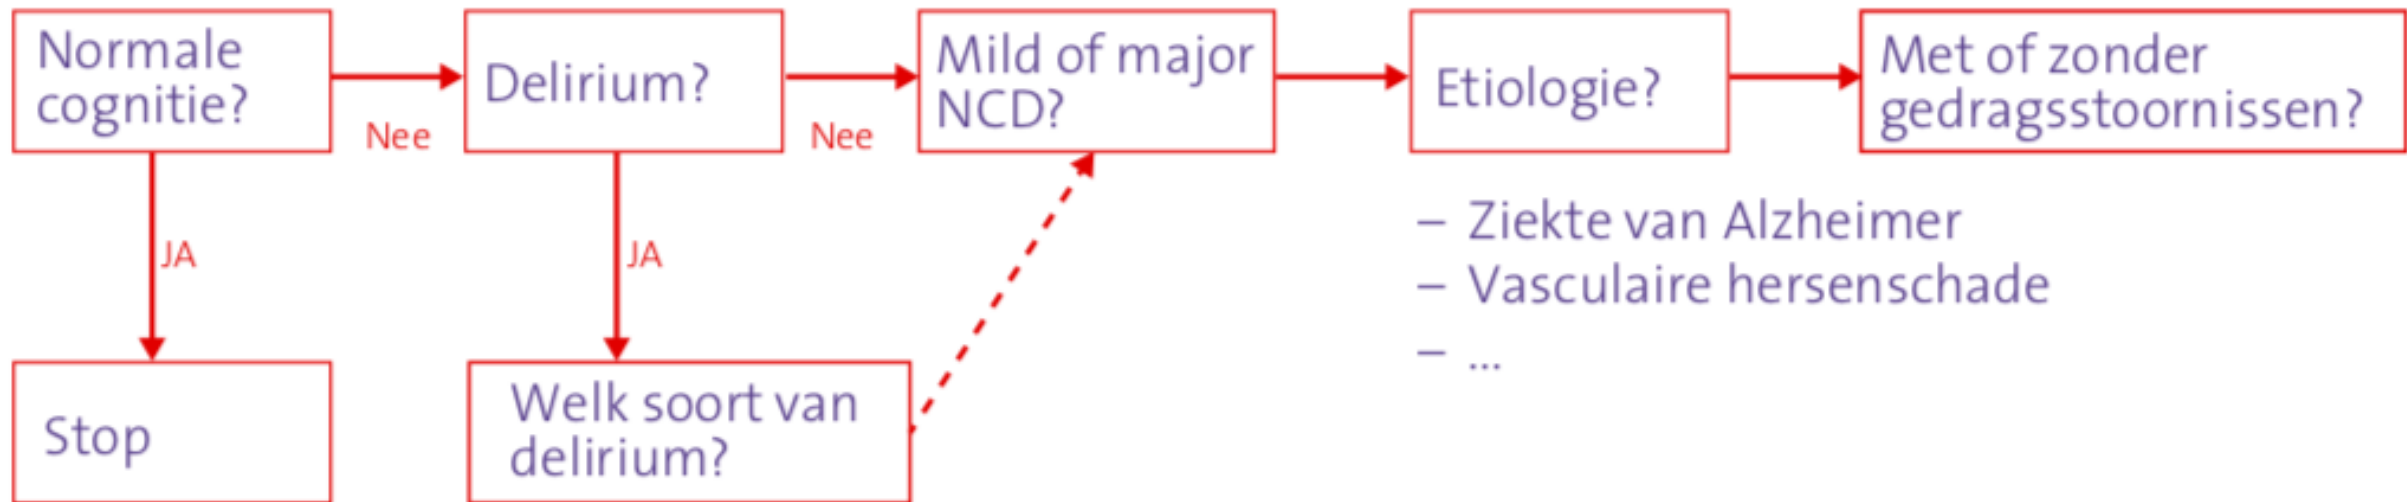 Normale
cognitie?
Nee
Delirium?
Nee
Mild of major
NCD?
Etiologie?
Met of zonder
gedragsstoornissen?
JA
JA
– Ziekte van Alzheimer
– Vasculaire hersenschade
– ...
Stop
Welk soort van
delirium?